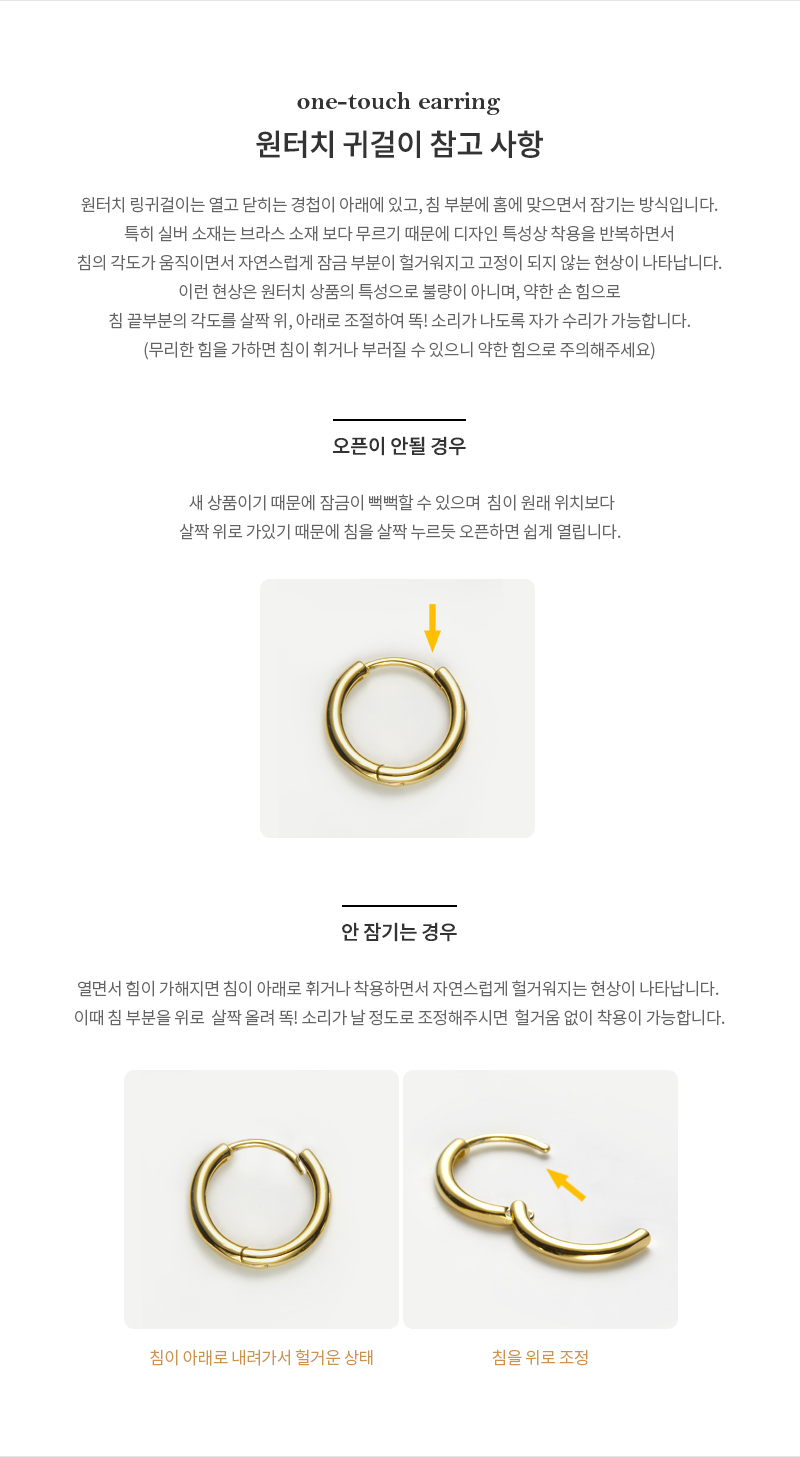 one-touch earring
원터치 귀걸이 참고 사항
원터치 링귀걸이는 열고 닫히는 경첩이 아래에 있고, 침 부분에 홈에 맞으면서 잠기는 방식입니다.
특히 실버 소재는 브라스 소재 보다 무르기 때문에 디자인 특성상 착용을 반복하면서
침의 각도가 움직이면서 자연스럽게 잠금 부분이 헐거워지고 고정이 되지 않는 현상이 나타납니다.
이런 현상은 원터치 상품의 특성으로 불량이 아니며, 약한 손 힘으로
침 끝부분의 각도를 살짝 위, 아래로 조절하여 똑! 소리가 나도록 자가 수리가 가능합니다.
(무리한 힘을 가하면 침이 휘거나 부러질 수 있으니 약한 힘으로 주의해주세요)
오픈이 안될 경우
새 상품이기 때문에 잠금이 뻑뻑할 수 있으며 침이 원래 위치보다
살짝 위로 가있기 때문에 침을 살짝 누르듯 오픈하면 쉽게 열립니다.
안 잠기는 경우
열면서 힘이 가해지면 침이 아래로 휘거나 착용하면서 자연스럽게 헐거워지는 현상이 나타납니다.
이때 침 부분을 위로 살짝 올려 똑! 소리가 날 정도로 조정해주시면 헐거움 없이 착용이 가능합니다.
침이 아래로 내려가서 헐거운 상태
침을 위로 조정